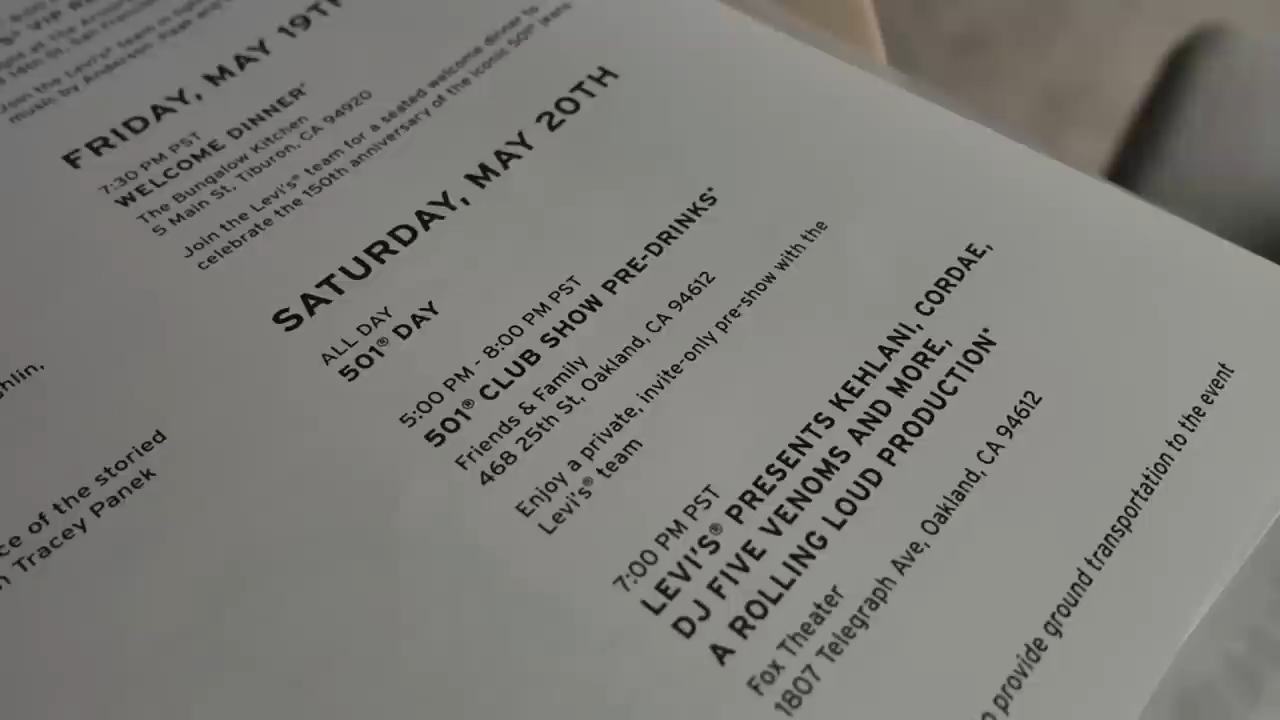 5* VIP
music by Anderson
FRIDAY, MAY 19TH
7:30 PM PST
WELCOME DINNER*
The Bungalow Kitchen
5 Main St, Tiburon, CA 94920
Join the Levi's® team for a seated welcome dinner to
celebrate the 150th anniversary of the iconic 501® jeans
SATURDAY, MAY 20TH
ALL DAY
501® DAY
5:00 PM - 8:00 PM PST
501® CLUB SHOW PRE-DRINKS*
Friends & Family
468 25th St, Oakland, CA 94612
Enjoy a private, invite-only pre-show with the
Levi's® team
7:00 PM PST
LEVI'S® PRESENTS KEHLANI, CORDAE,
DJ FIVE VENOMS AND MORE,
A ROLLING LOUD PRODUCTION*
Fox Theater
1807 Telegraph Ave, Oakland, CA 94612
provide ground transportation to the event
hlin,
ce of the storied
Tracey Panek